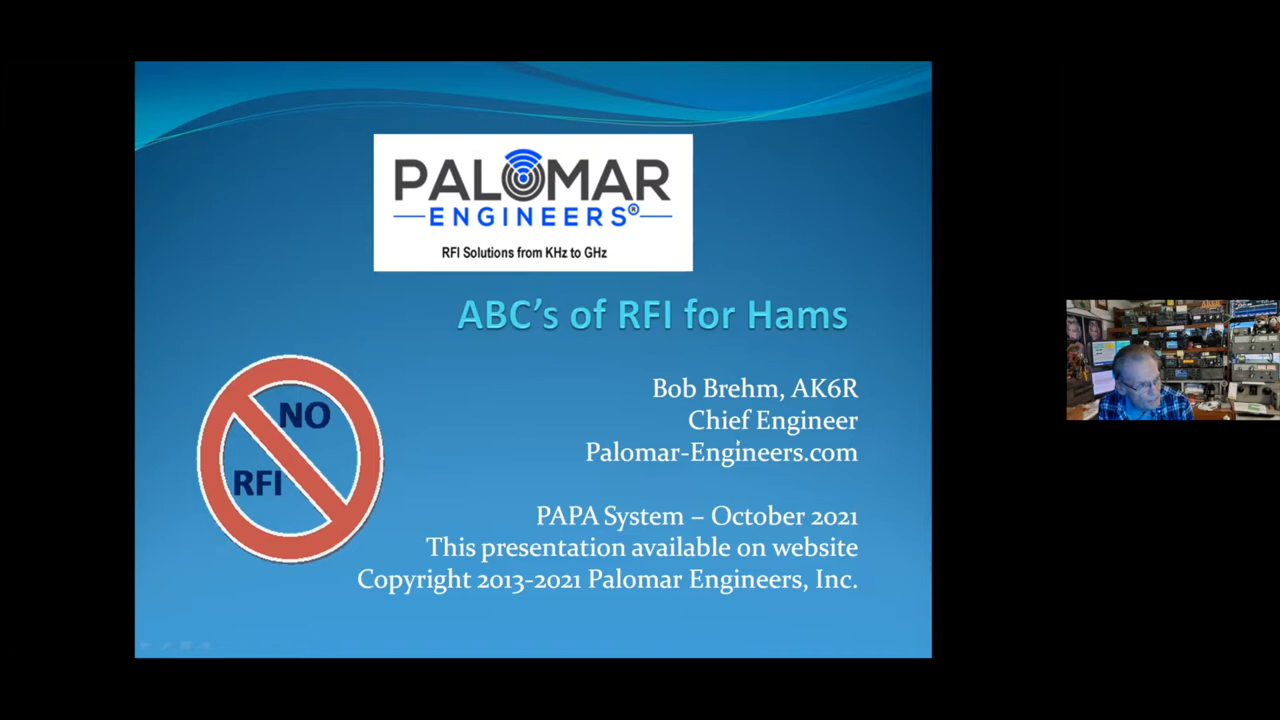 PALOMAR
ENGINEERS®
RFI Solutions from KHz to GHz
ABC's of RFI for Hams
NO
RFI
Bob Brehm, AK6R
Chief Engineer
Palomar-Engineers.com
PAPA System – October 2021
This presentation available on website
Copyright 2013-2021 Palomar Engineers, Inc.